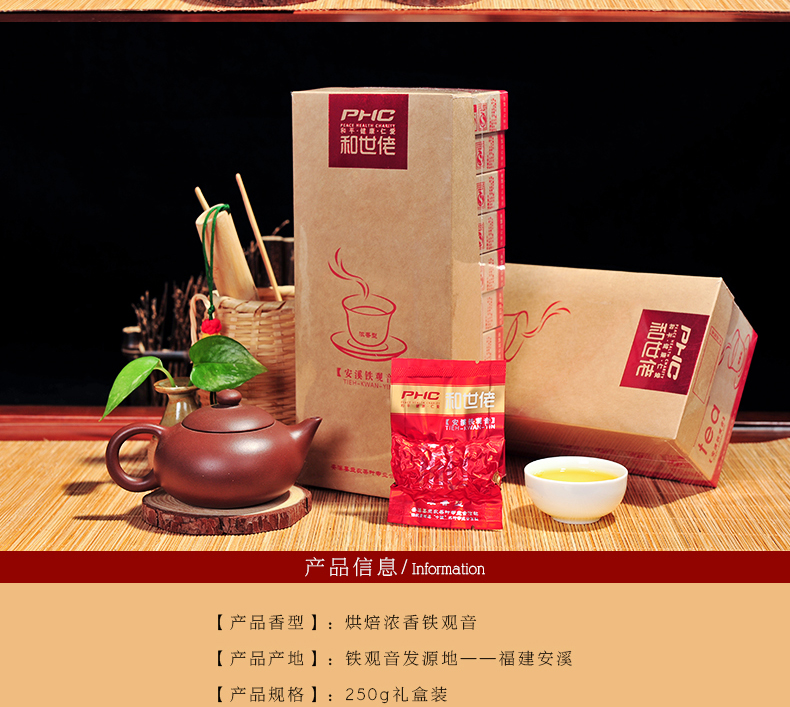 PHC
PEACE HEALTH CHARITY
和平·健康·仁爱
和世佬
【安溪铁观音】
TIEH-KWAN-YIN
PHC
和世佬
【安溪铁观音】
TIEH-KWAN-YIN
PHC
和世佬
tea
产品信息/Information
【产品香型】：烘焙浓香铁观音
【产品产地】：铁观音发源地——福建安溪
【产品规格】：250g礼盒装